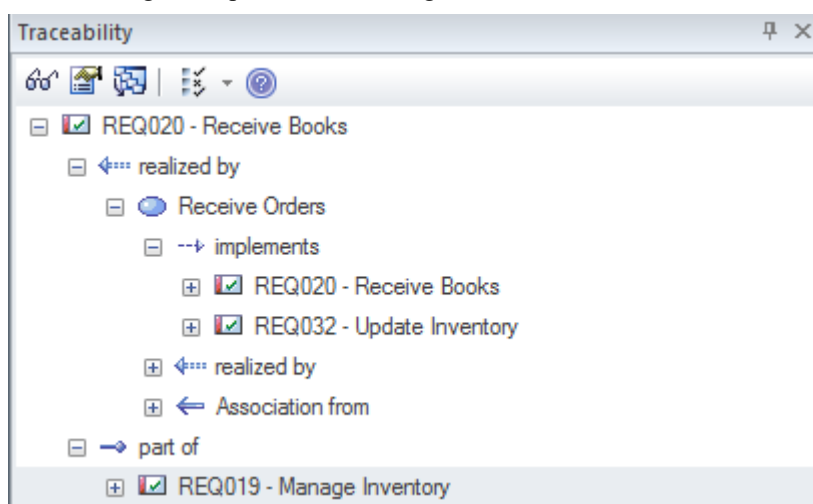 Traceability
REQ020 - Receive Books
realized by
Receive Orders
implements
REQ020 - Receive Books
REQ032 - Update Inventory
realized by
Association from
part of
REQ019 - Manage Inventory